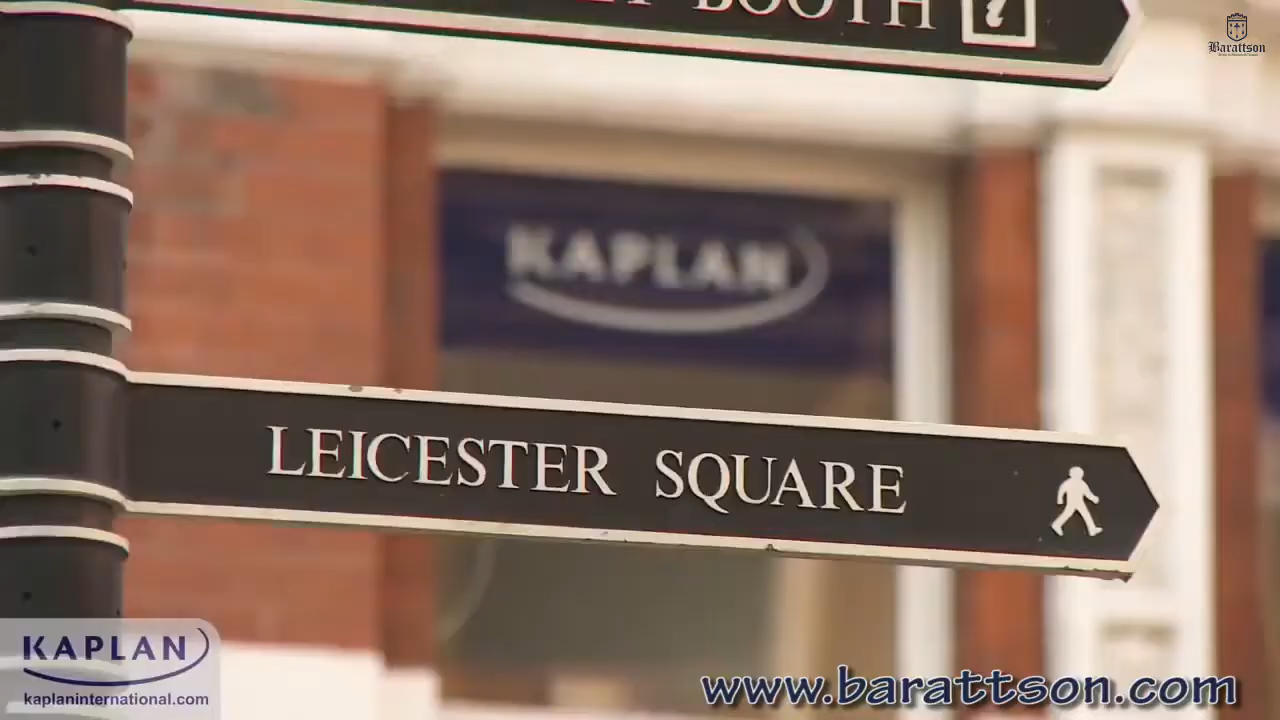 BOOTH
Barattson
KAPLAN
LEICESTER SQUARE
KAPLAN
kaplaninternational.com
www.barattson.com